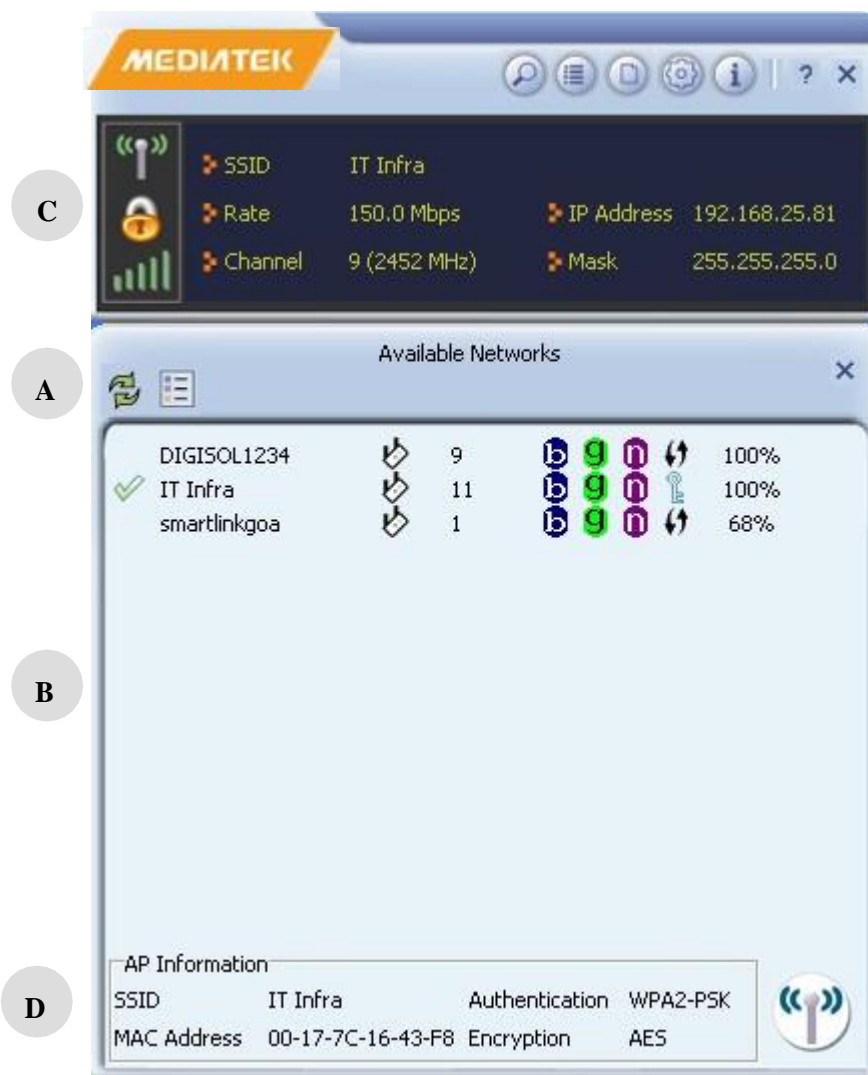 MEDIATEK
i ? ×
C
SSID IT Infra
Rate 150.0 Mbps IP Address 192.168.25.81
Channel 9 (2452 MHz) Mask 255.255.255.0
Available Networks ×
A
DIGISOL1234 9 b g n 100%
IT Infra 11 b g n 100%
smartlinkgoa 1 b g n 68%
B
AP Information
D
SSID IT Infra Authentication WPA2-PSK
MAC Address 00-17-7C-16-43-F8 Encryption AES